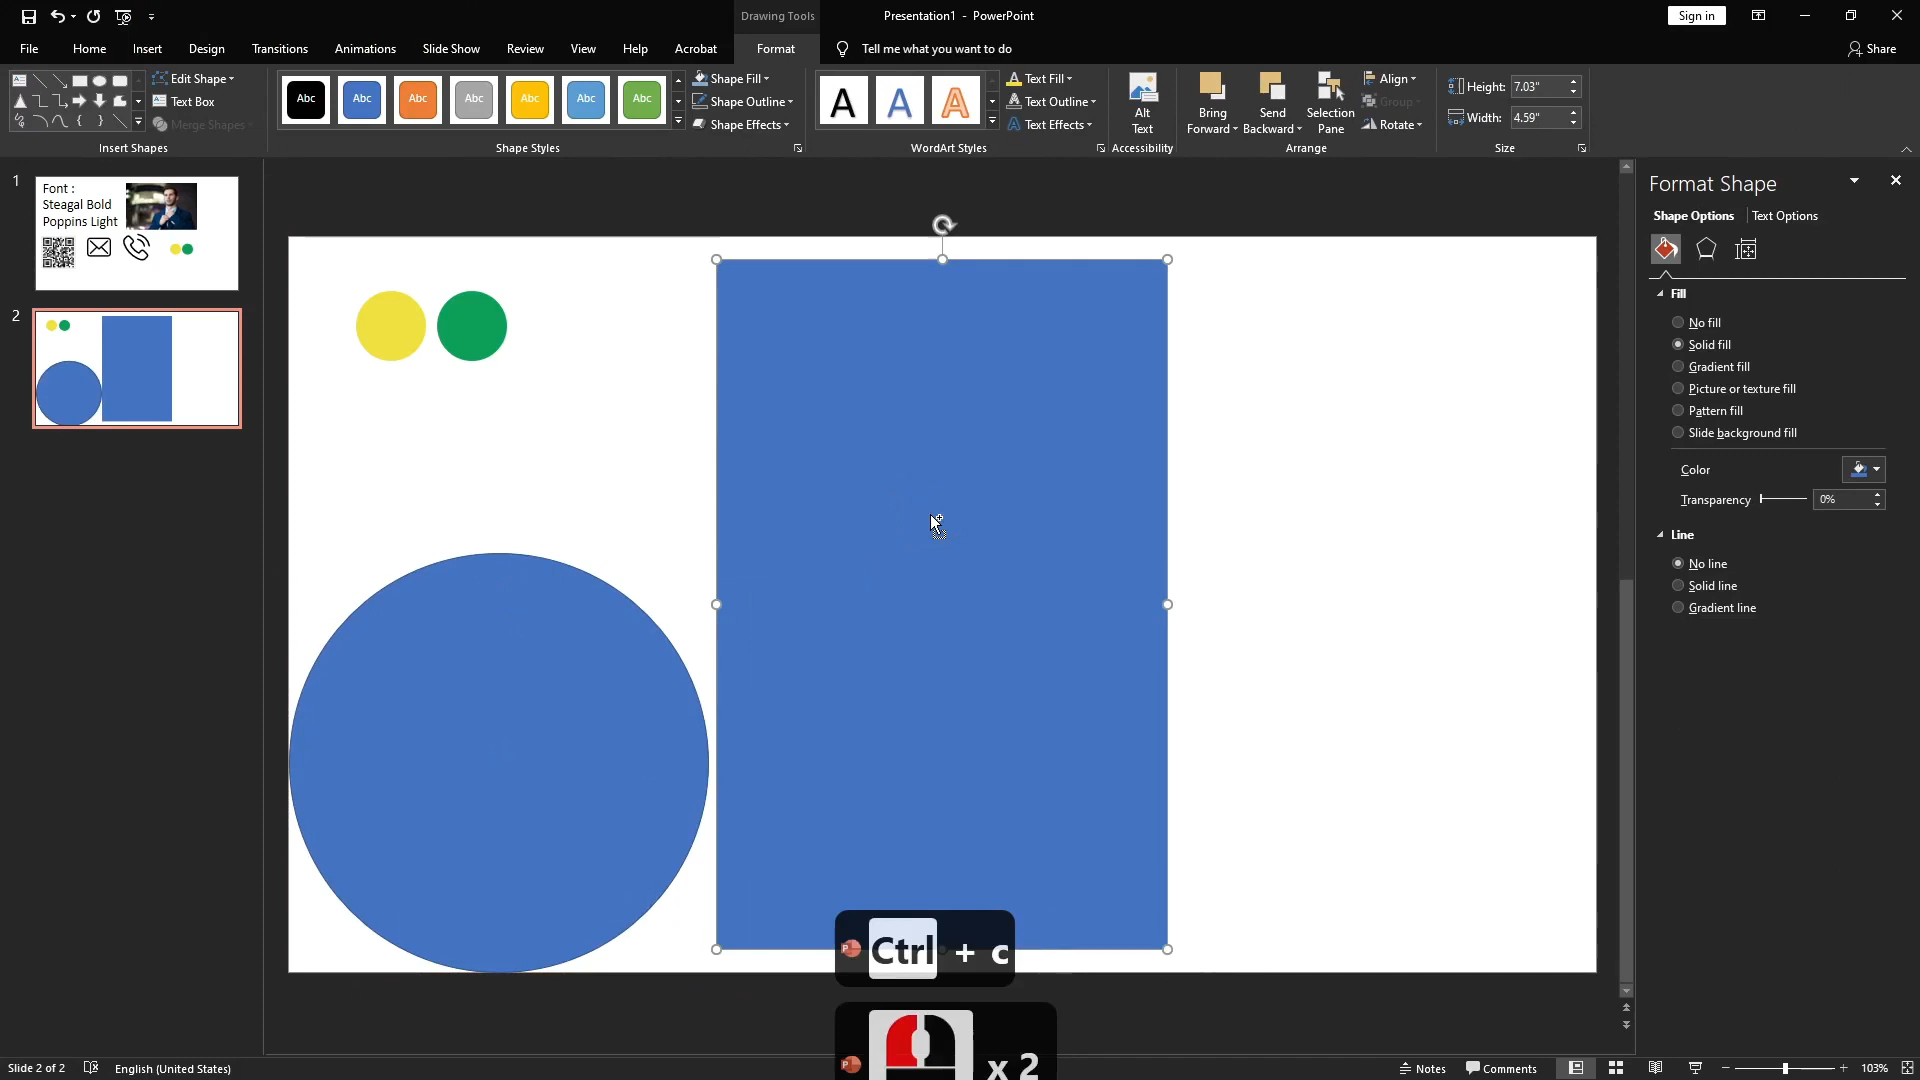 Drawing Tools
Presentation1 - PowerPoint
Sign in
File
Home
Insert
Design
Transitions
Animations
Slide Show
Review
View
Help
Acrobat
Format
Tell me what you want to do
Share
Edit Shape
Text Box
Merge Shapes
Insert Shapes
Abc
Abc
Abc
Abc
Abc
Abc
Abc
Shape Fill
Shape Outline
Shape Effects
Shape Styles
A
A
A
Text Fill
Text Outline
Text Effects
WordArt Styles
Alt
Text
Accessibility
Bring
Forward
Send
Backward
Selection
Pane
Align
Group
Rotate
Arrange
Height: 7.03"
Width: 4.59"
Size
1
Font :
Steagal Bold
Poppins Light
2
Format Shape
Shape Options
Text Options
Fill
No fill
Solid fill
Gradient fill
Picture or texture fill
Pattern fill
Slide background fill
Color
Transparency
0%
Line
No line
Solid line
Gradient line
Ctrl + c
x 2
Slide 2 of 2
English (United States)
Notes
Comments
103%